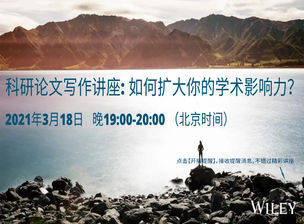 科研论文写作讲座: 如何扩大你的学术影响力?
2021年3月18日 晚19:00-20:00 （北京时间）
点击【开播提醒】, 接收提醒消息, 不错过精彩讲座
WILEY